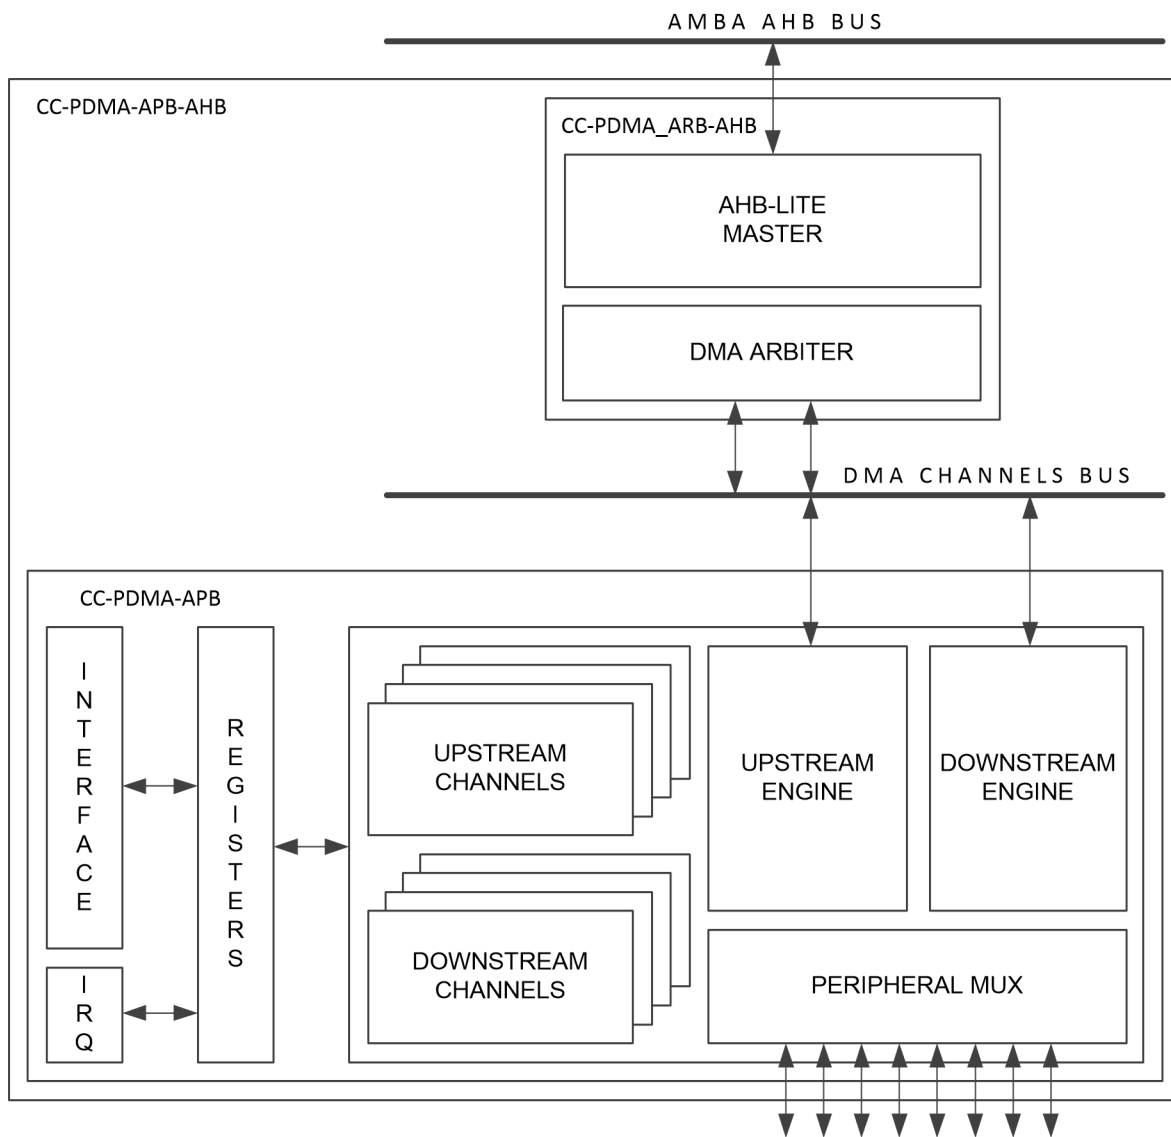 AMBA AHB BUS
CC-PDMA-APB-AHB
CC-PDMA_ARB-AHB
AHB-LITE
MASTER
DMA ARBITER
DMA CHANNELS BUS
CC-PDMA-APB
INTERFACE
REGISTERS
IRQ
UPSTREAM
CHANNELS
DOWNSTREAM
CHANNELS
UPSTREAM
ENGINE
DOWNSTREAM
ENGINE
PERIPHERAL MUX